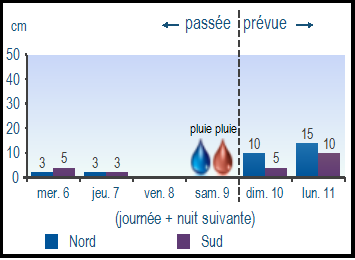 passée prévue
cm
50
40
30
20
10
0
pluie pluie
3 5 3 3 10 5 15 10
mer. 6 jeu. 7 ven. 8 sam. 9 dim. 10 lun. 11
(journée + nuit suivante)
Nord Sud